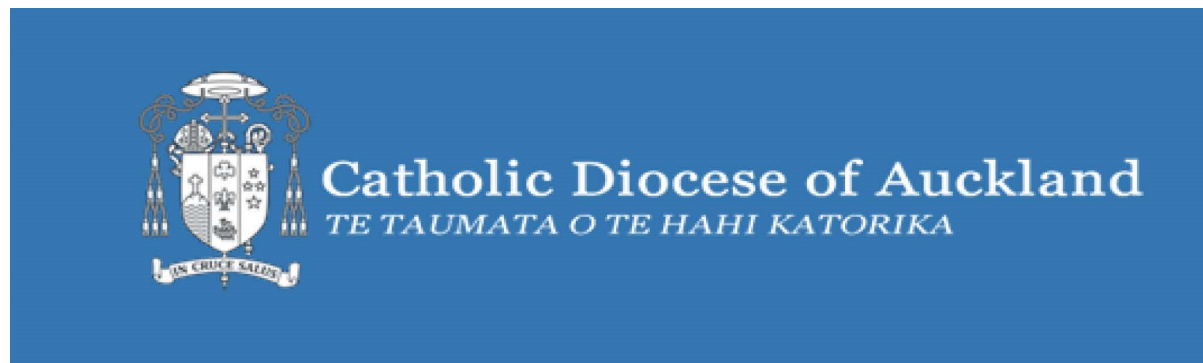 Catholic Diocese of Auckland
TE TAUMATA O TE HAHI KATORIKA
IN CRUCE SALUS